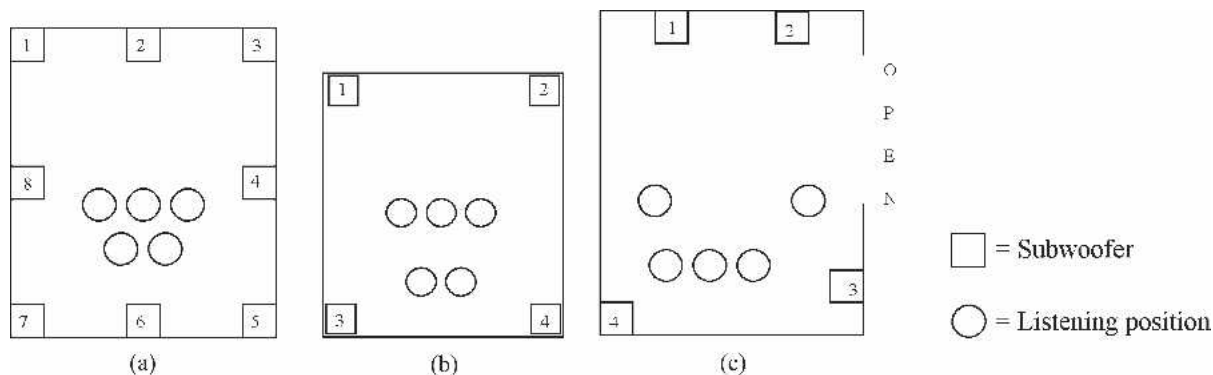 1 2 3
8 4
7 6 5
(a)
1 2
3 4
(b)
1 2
3
4
(c)
O
P
E
N
= Subwoofer
= Listening position